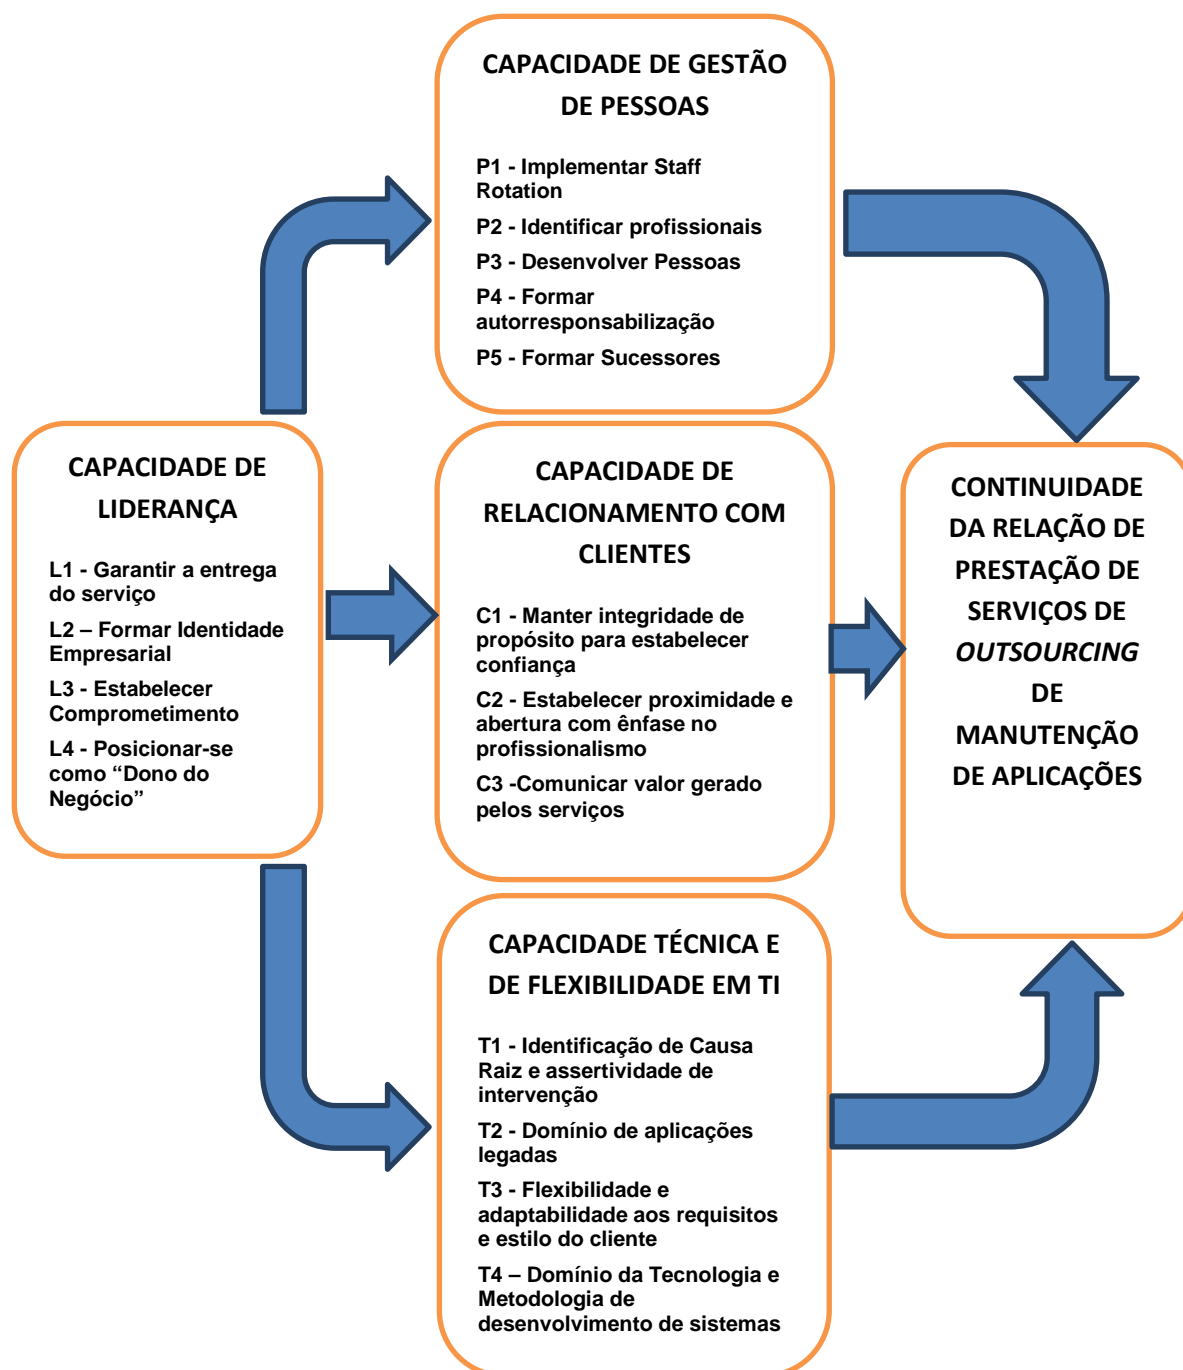 CAPACIDADE DE GESTÃO
DE PESSOAS
P1 - Implementar Staff
Rotation
P2 - Identificar profissionais
P3 - Desenvolver Pessoas
P4 - Formar
autorresponsabilização
P5 - Formar Sucessores
CAPACIDADE DE
LIDERANÇA
L1 - Garantir a entrega
do serviço
L2 – Formar Identidade
Empresarial
L3 - Estabelecer
Comprometimento
L4 - Posicionar-se
como “Dono do
Negócio”
CAPACIDADE DE
RELACIONAMENTO COM
CLIENTES
C1 - Manter integridade de
propósito para estabelecer
confiança
C2 - Estabelecer proximidade e
abertura com ênfase no
profissionalismo
C3 -Comunicar valor gerado
pelos serviços
CONTINUIDADE
DA RELAÇÃO DE
PRESTAÇÃO DE
SERVIÇOS DE
OUTSOURCING
DE
MANUTENÇÃO
DE APLICAÇÕES
CAPACIDADE TÉCNICA E
DE FLEXIBILIDADE EM TI
T1 - Identificação de Causa
Raiz e assertividade de
intervenção
T2 - Domínio de aplicações
legadas
T3 - Flexibilidade e
adaptabilidade aos requisitos
e estilo do cliente
T4 – Domínio da Tecnologia e
Metodologia de
desenvolvimento de sistemas